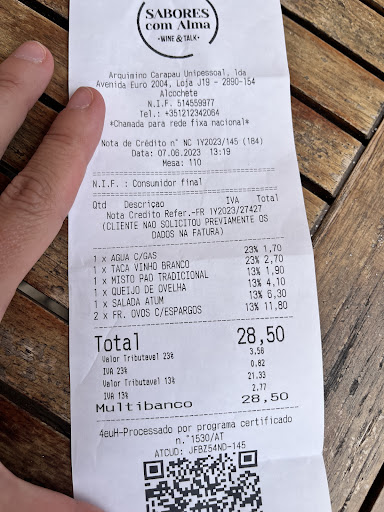 SABORES
com Alma
• WINE & TALK •
Arquimino Carapau Unipessoal, lda
Avenida Euro 2004, Loja J19 - 2890-154
Alcochete
N.I.F. 514559977
Tel.: +351212342064
*Chamada para rede fixa nacional*
Nota de Crédito n° NC 1Y2023/145 (184)
Data: 07.06.2023 13:19
Mesa: 110
N.I.F. : Consumidor final
Qtd Descriçao IVA Total
Nota Credito Refer.-FR 1Y2023/27427
(CLIENTE NAO SOLICITOU PREVIAMENTE OS
DADOS NA FATURA)
1 x AGUA C/GAS 23% 1,70
1 x TACA VINHO BRANCO 23% 2,70
1 x MISTO PAO TRADICIONAL 13% 1,90
1 x QUEIJO DE OVELHA 13% 4,10
1 x SALADA ATUM 13% 6,30
2 x FR. OVOS C/ESPARGOS 13% 11,80
Total 28,50
Valor Tributavel 23% 3.58
IVA 23% 0.82
Valor Tributavel 13% 21.33
IVA 13% 2.77
Multibanco 28,50
4euH-Processado por programa certificado
n.°1530/AT
ATCUD: JFBZ54ND-145